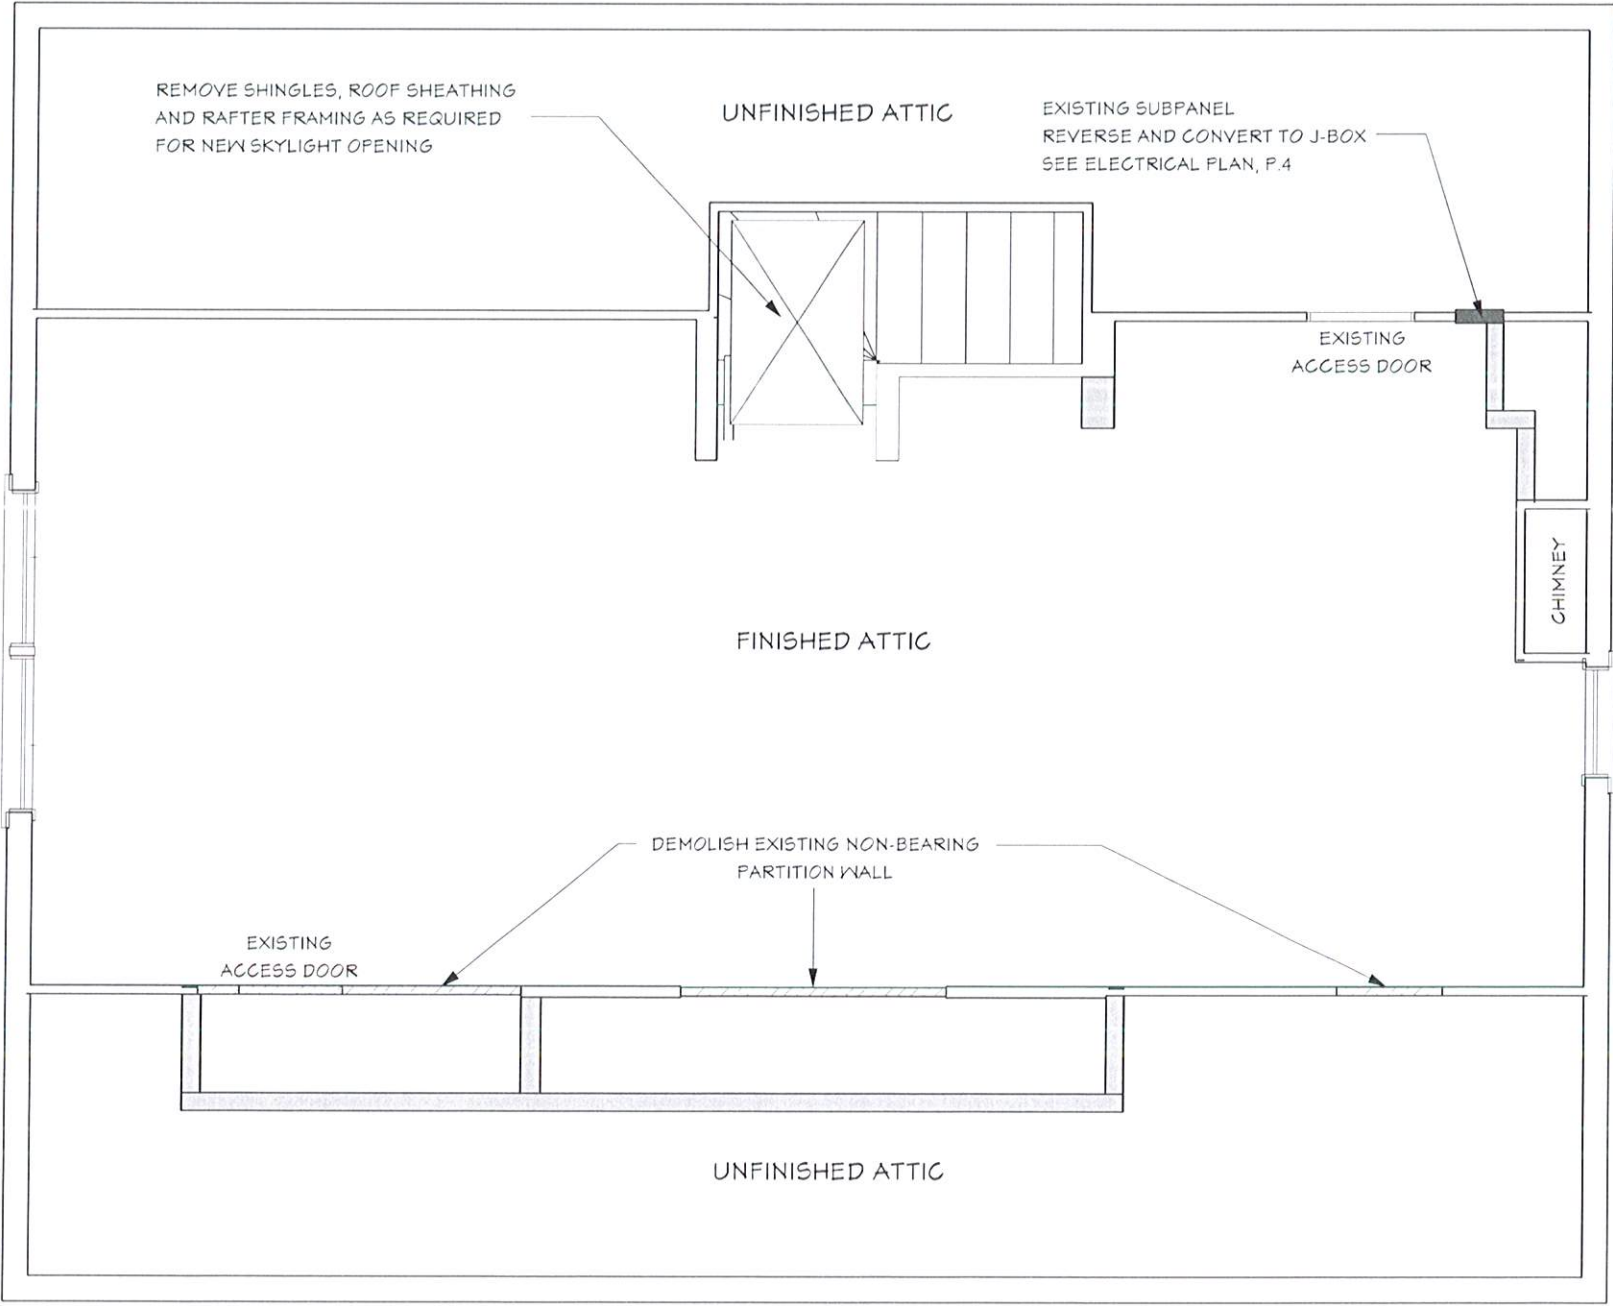 REMOVE SHINGLES, ROOF SHEATHING
AND RAFTER FRAMING AS REQUIRED
FOR NEW SKYLIGHT OPENING
UNFINISHED ATTIC
EXISTING SUBPANEL
REVERSE AND CONVERT TO J-BOX
SEE ELECTRICAL PLAN, P.4
EXISTING
ACCESS DOOR
CHIMNEY
FINISHED ATTIC
DEMOLISH EXISTING NON-BEARING
PARTITION WALL
EXISTING
ACCESS DOOR
UNFINISHED ATTIC